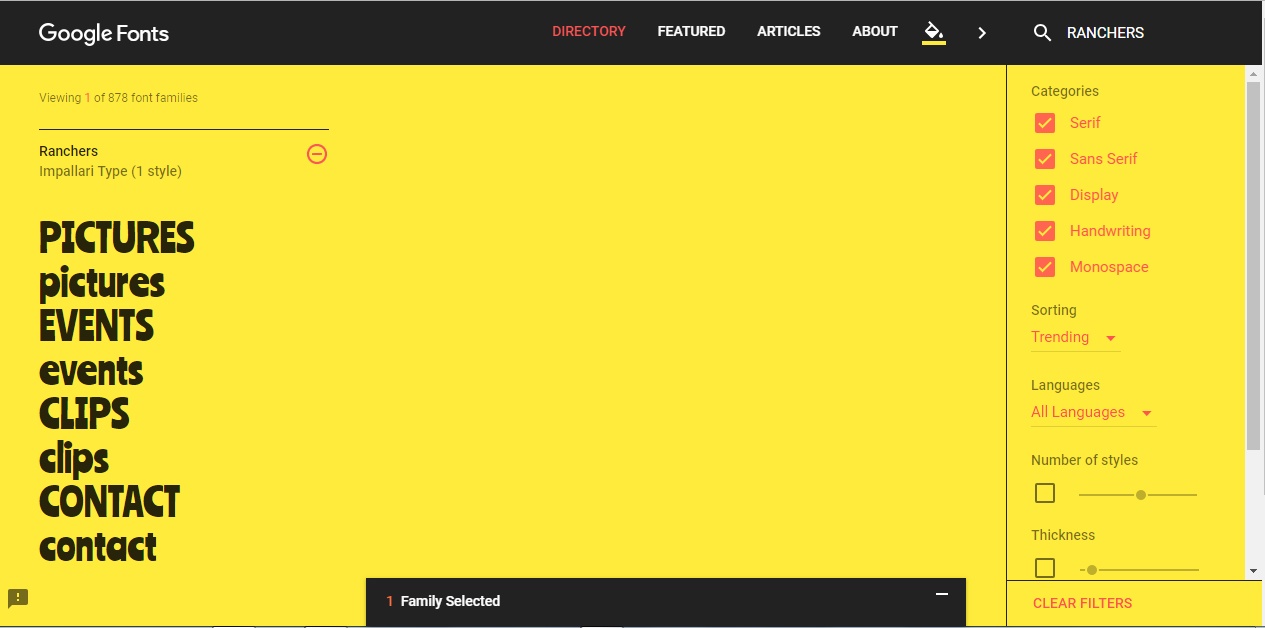 Google Fonts
DIRECTORY FEATURED ARTICLES ABOUT RANCHERS
Viewing 1 of 878 font families
Ranchers
Impallari Type (1 style)
PICTURES
pictures
EVENTS
events
CLIPS
clips
CONTACT
contact
1 Family Selected
Categories
Serif
Sans Serif
Display
Handwriting
Monospace
Sorting
Trending
Languages
All Languages
Number of styles
Thickness
CLEAR FILTERS